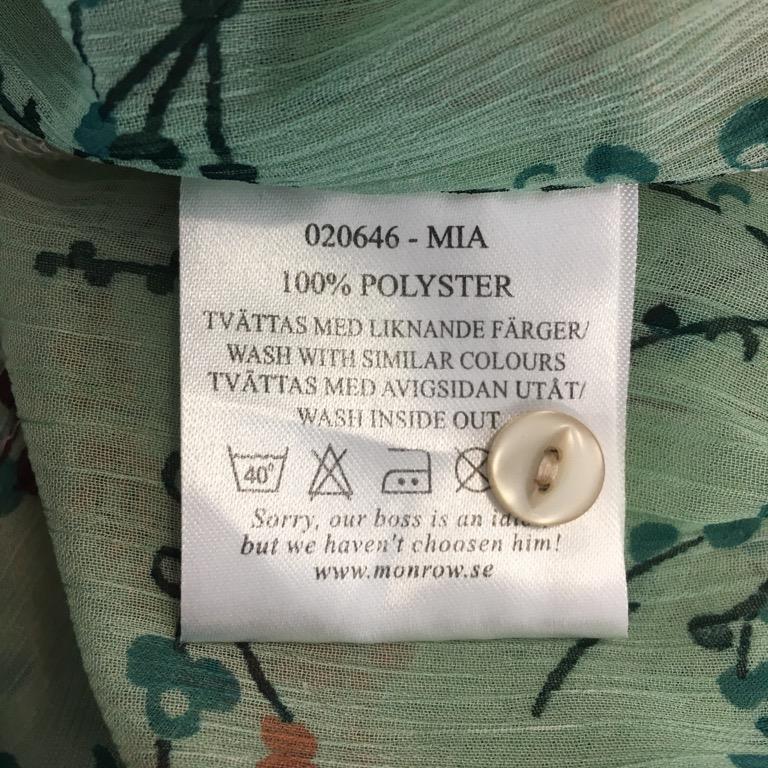 020646 - MIA
100% POLYSTER
TVÄTTAS MED LIKNANDE FÄRGER/
WASH WITH SIMILAR COLOURS
TVÄTTAS MED AVIGSIDAN UTÅT/
WASH INSIDE OUT
40°
Sorry, our boss is an
but we haven't choosen him!
www.monrow.se